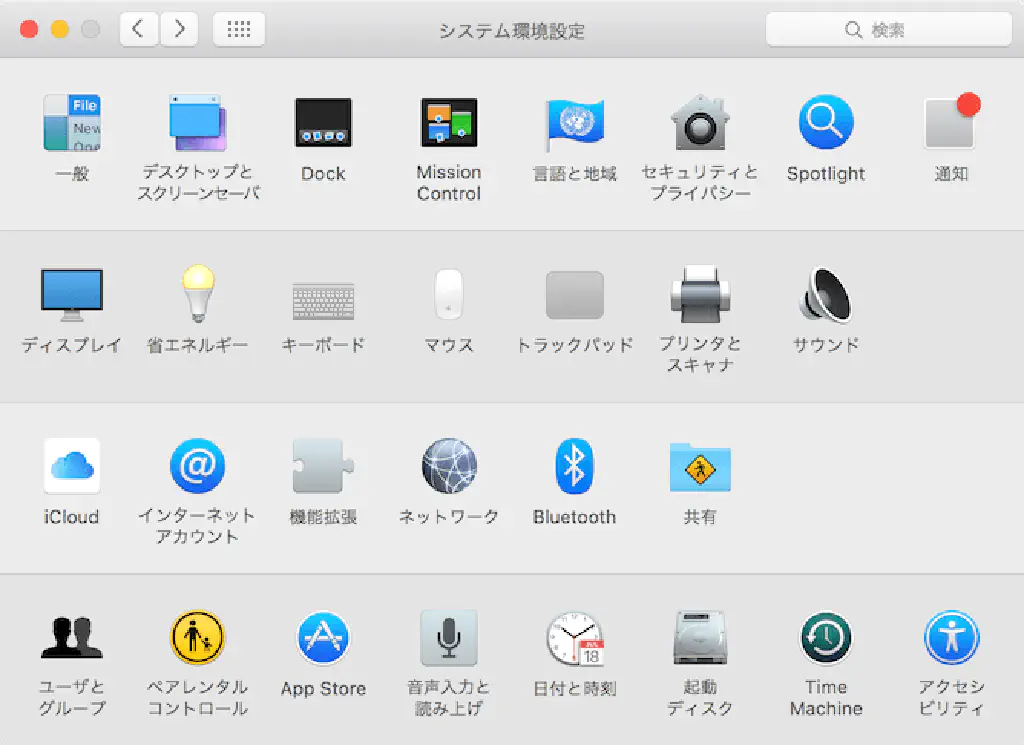 システム環境設定
検索
File
New
One
一般
デスクトップと
スクリーンセーバ
Dock
Mission
Control
言語と地域
セキュリティと
プライバシー
Spotlight
通知
ディスプレイ
省エネルギー
キーボード
マウス
トラックパッド
プリンタと
スキャナ
サウンド
iCloud
@
インターネット
アカウント
機能拡張
ネットワーク
Bluetooth
共有
ユーザと
グループ
ペアレンタル
コントロール
App Store
音声入力と
読み上げ
JUL
18
日付と時刻
起動
ディスク
Time
Machine
アクセシ
ビリティ